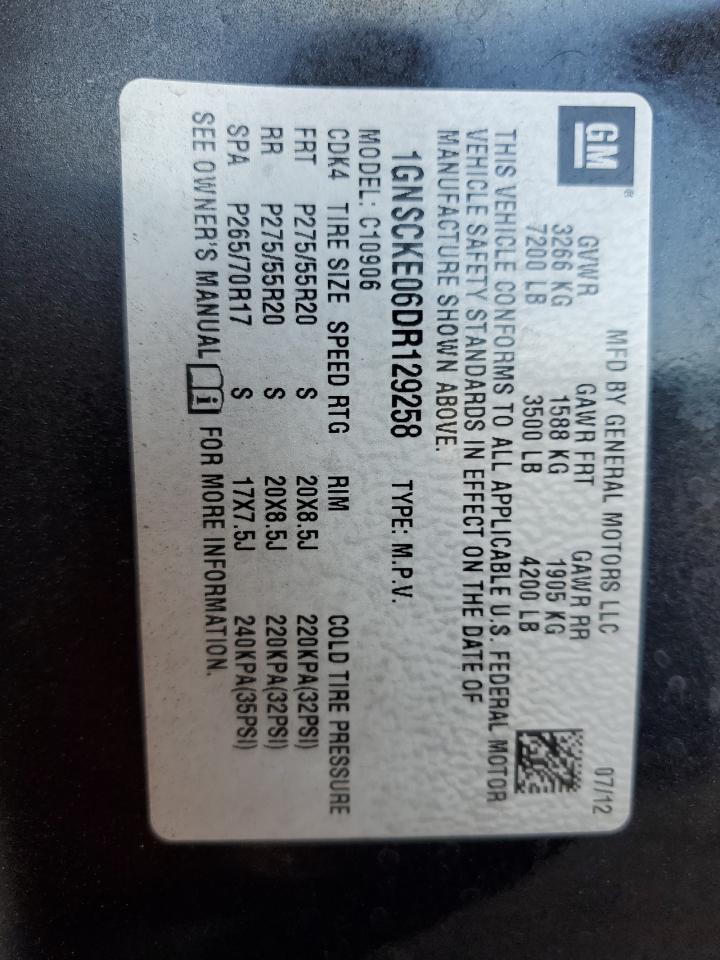 GM®
MFD BY GENERAL MOTORS LLC 07/12
GVWR GAWR FRT GAWR RR
3266 KG 1588 KG 1905 KG
7200 LB 3500 LB 4200 LB
THIS VEHICLE CONFORMS TO ALL APPLICABLE U.S. FEDERAL MOTOR
VEHICLE SAFETY STANDARDS IN EFFECT ON THE DATE OF
MANUFACTURE SHOWN ABOVE.
1GNSCKE06DR129258 TYPE: M.P.V.
MODEL: C10906
CDK4 TIRE SIZE SPEED RTG RIM COLD TIRE PRESSURE
FRT P275/55R20 S 20X8.5J 220KPA(32PSI)
RR P275/55R20 S 20X8.5J 220KPA(32PSI)
SPA P265/70R17 S 17X7.5J 240KPA(35PSI)
SEE OWNER'S MANUAL i FOR MORE INFORMATION.